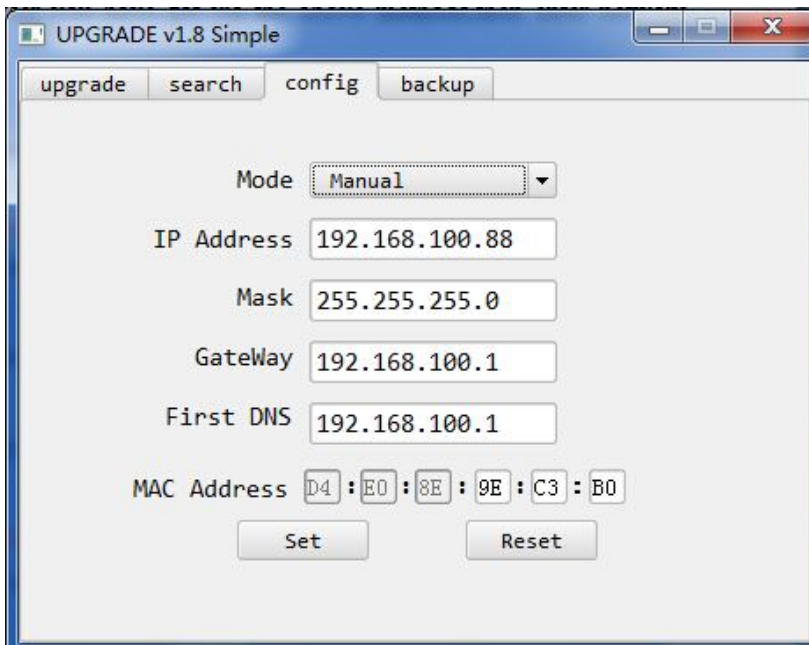 UPGRADE v1.8 Simple
upgrade search config backup
Mode Manual
IP Address 192.168.100.88
Mask 255.255.255.0
GateWay 192.168.100.1
First DNS 192.168.100.1
MAC Address D4 : E0 : 8E : 9E : C3 : B0
Set Reset